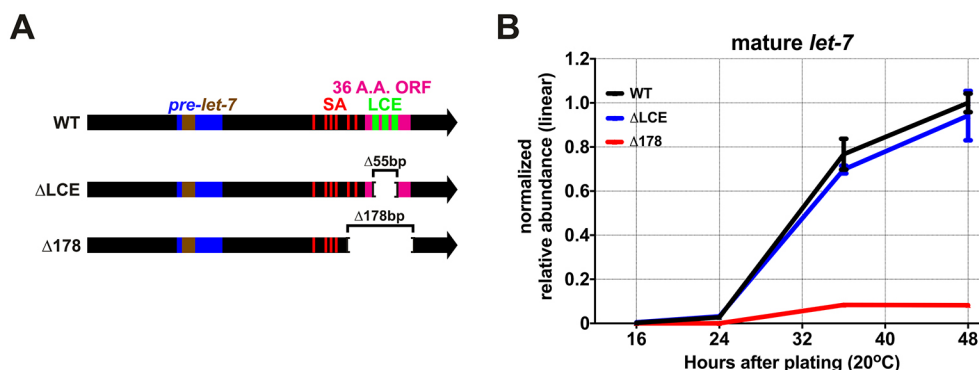 A
36 A.A. ORF
pre-let-7
SA
LCE
WT
Δ55bp
ΔLCE
Δ178bp
Δ178
B
mature let-7
normalized
relative abundance (linear)
1.2
1.0
0.8
0.6
0.4
0.2
0
WT
ΔLCE
Δ178
16
24
32
36
40
48
Hours after plating (20°C)